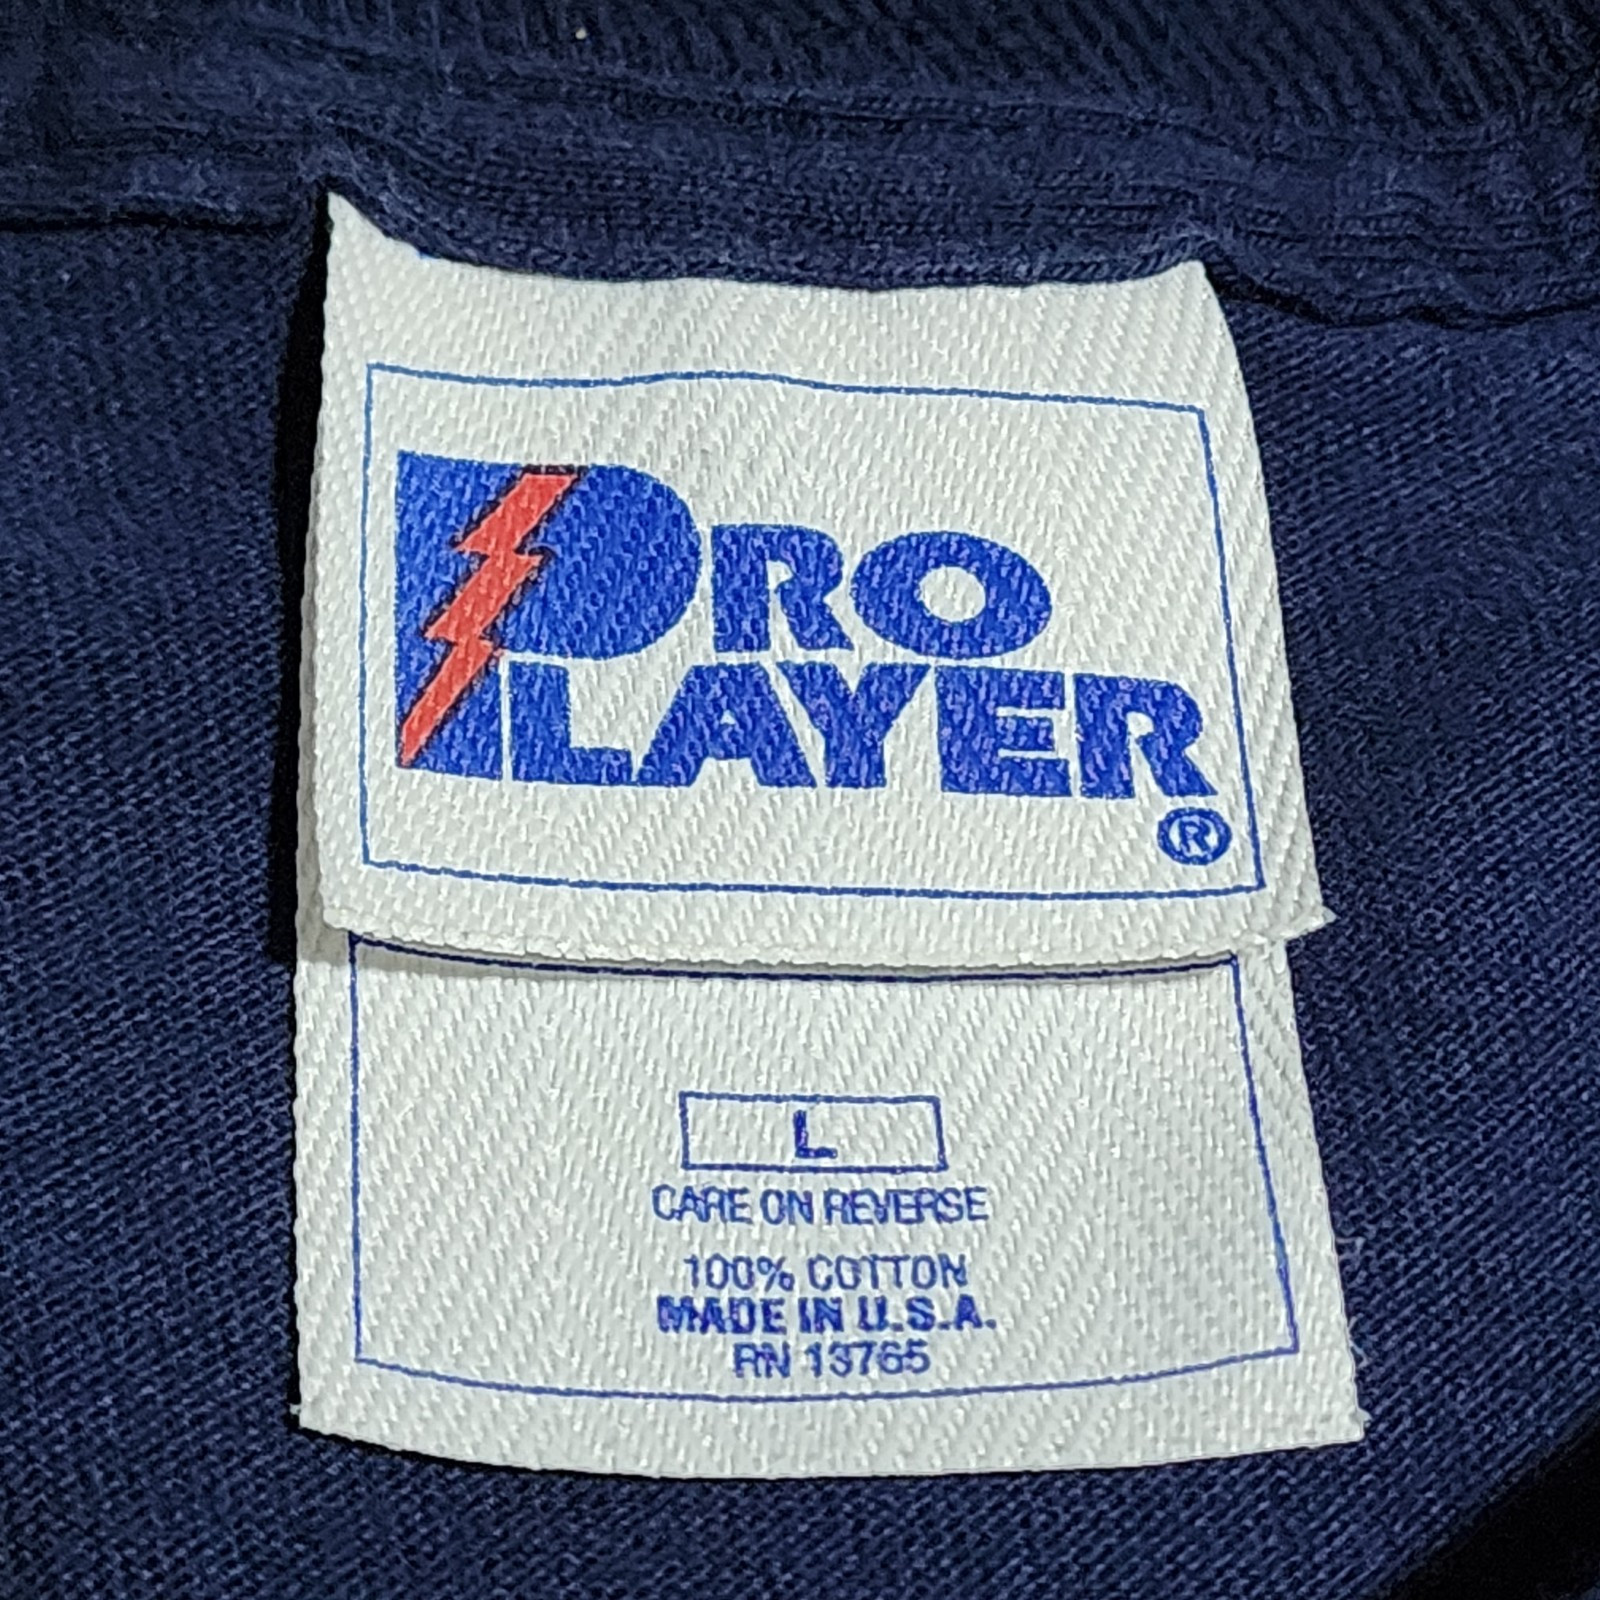 PRO
PLAYER
®
L
CARE ON REVERSE
100% COTTON
MADE IN U.S.A.
RN 13765